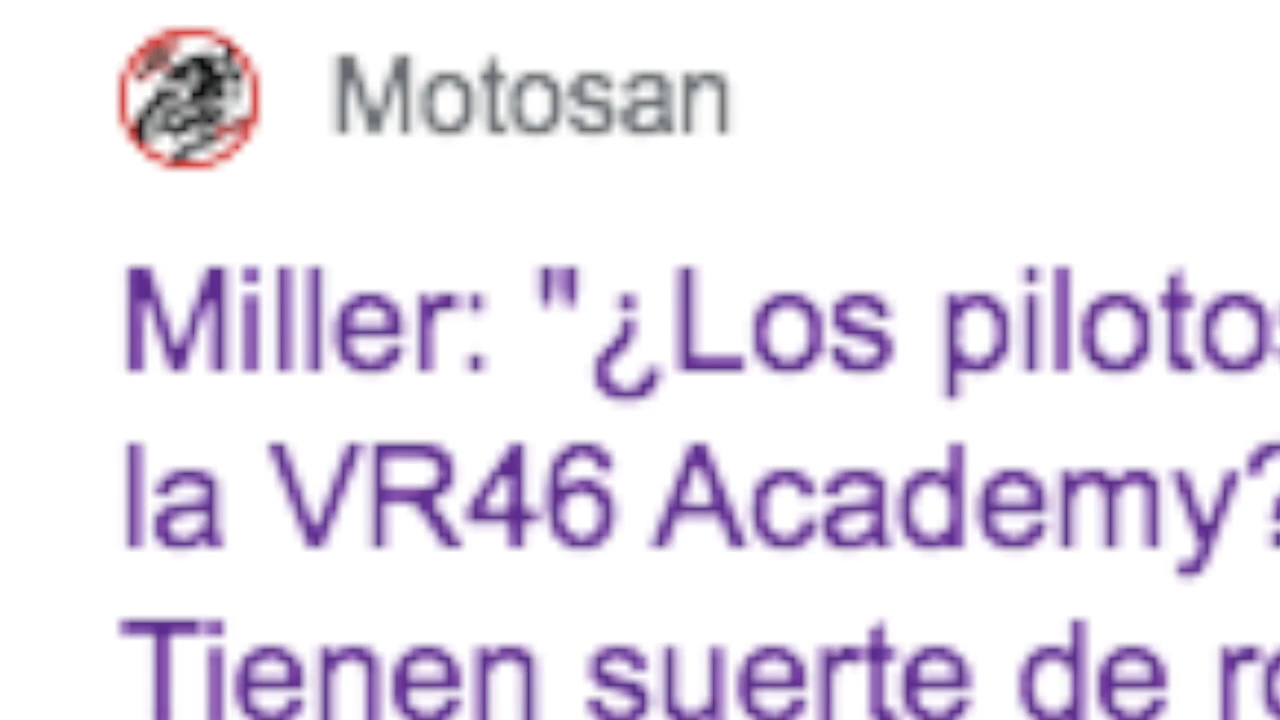 Motosan
Miller: "¿Los pilotos
la VR46 Academy?
Tienen suerte de